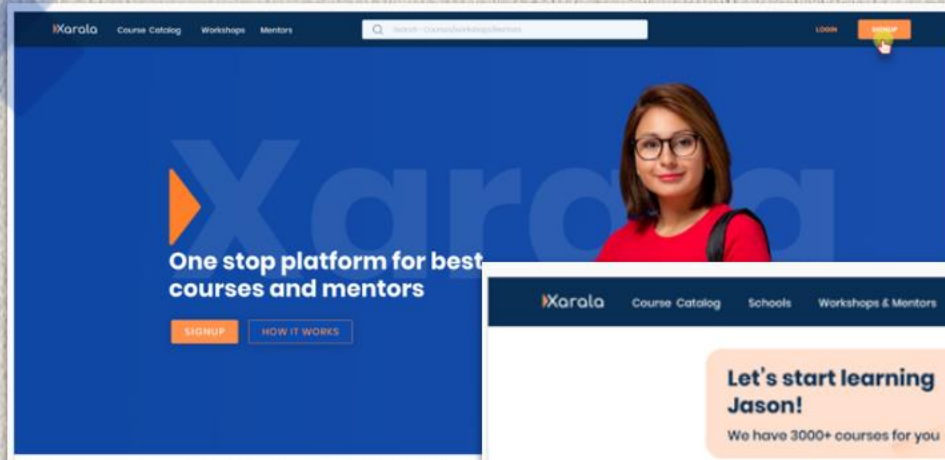 Xarala Course Catalog Workshops Mentors
LOGIN SIGNUP
Xarala
One stop platform for best
courses and mentors
SIGNUP HOW IT WORKS
Xarala Course Catalog Schools Workshops & Mentors
Let's start learning
Jason!
We have 3000+ courses for you